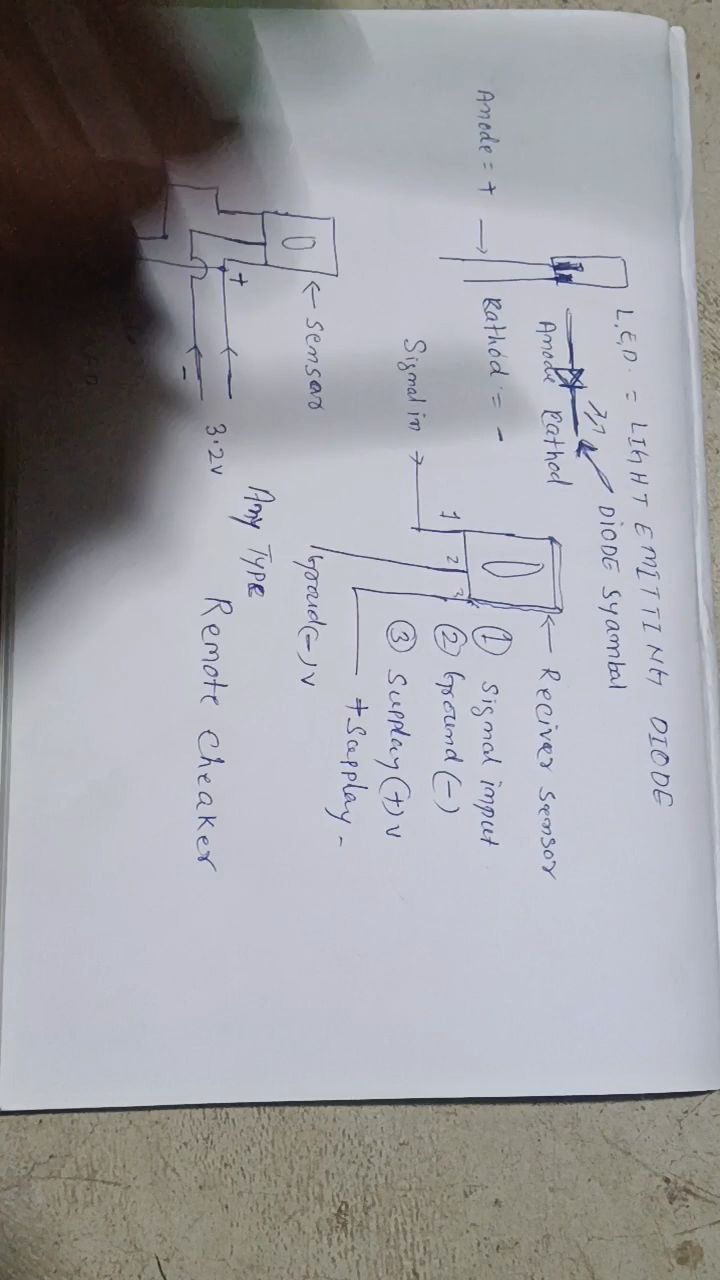 L.E.D. = LIGHT EMITTING DIODE
DIODE Syambal
Anode Kathod
Anode = +
Kathod = -
← Reciver Sensor
① Signal input
② Ground (-)
③ Supplay (+) v
1 2 3
Signal in →
+ Supplay -
Groud(-) v
← Sensor
+
-
3.2v
Any Type
Remote Cheaker